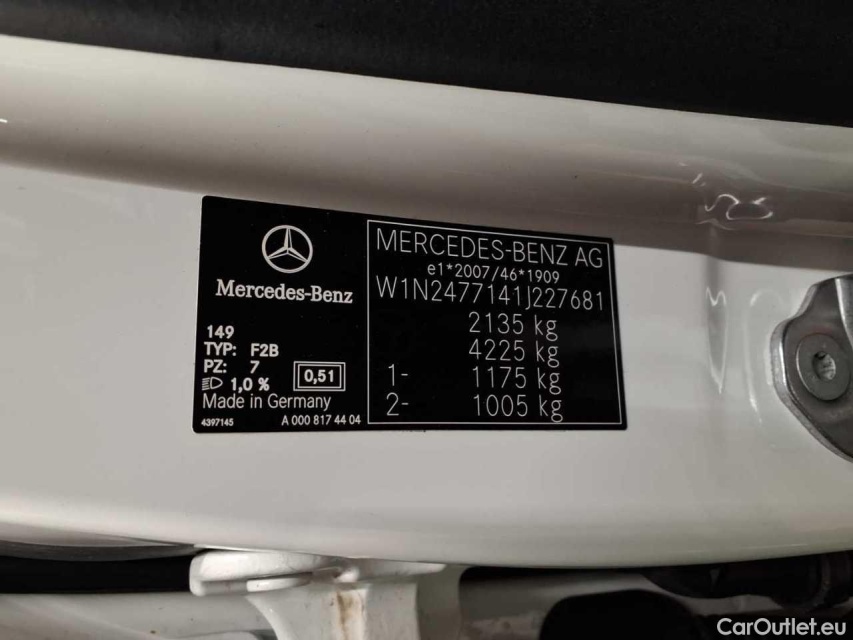 Mercedes-Benz
149
TYP: F2B
PZ: 7
1,0 %
0,51
Made in Germany
4397145
A 000 817 44 04
MERCEDES-BENZ AG
e1*2007/46*1909
W1N2477141J227681
2135 kg
4225 kg
1- 1175 kg
2- 1005 kg
CarOutlet.eu